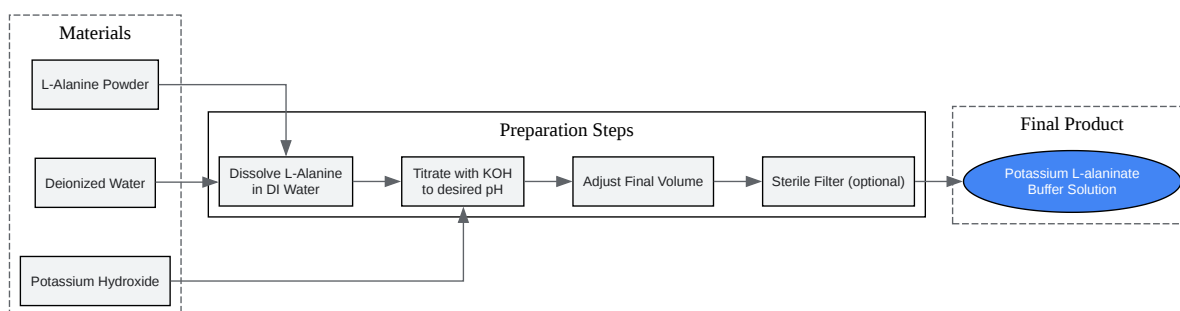 Materials
L-Alanine Powder
Deionized Water
Potassium Hydroxide
Preparation Steps
Dissolve L-Alanine
in DI Water
Titrate with KOH
to desired pH
Adjust Final Volume
Sterile Filter (optional)
Final Product
Potassium L-alaninate
Buffer Solution